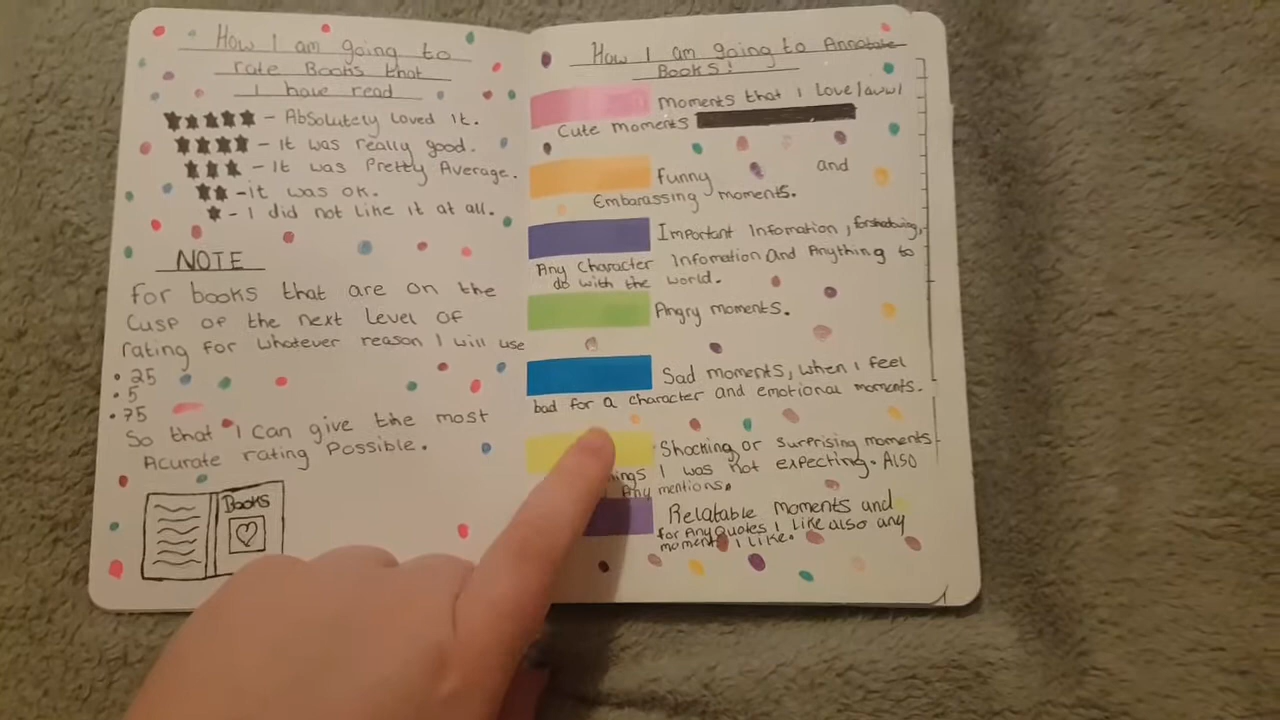 How I am going to
rate Books that
I have read
- Absolutely Loved it.
- It was really good.
- It was Pretty Average.
- It was ok.
- I did not like it at all.
NOTE
For books that are on the
Cusp of the next Level of
rating for whatever reason I will use
• 25
• 5
• 75
So that I can give the most
Acurate rating Possible.
Books
How I am going to Annotate
Books!
Moments that I Love/aww/
Cute moments
Funny and
Embarassing moments.
Important Infomation, forshadowing,
Any Character Infomation and Anything to
do with the world.
Angry moments.
Sad moments, when I feel
bad for a character and emotional moments.
Shocking or Surprising moments
I was not expecting. Also
Any mentions.
Relatable moments and
for Any Quotes I like also any
moments I like.